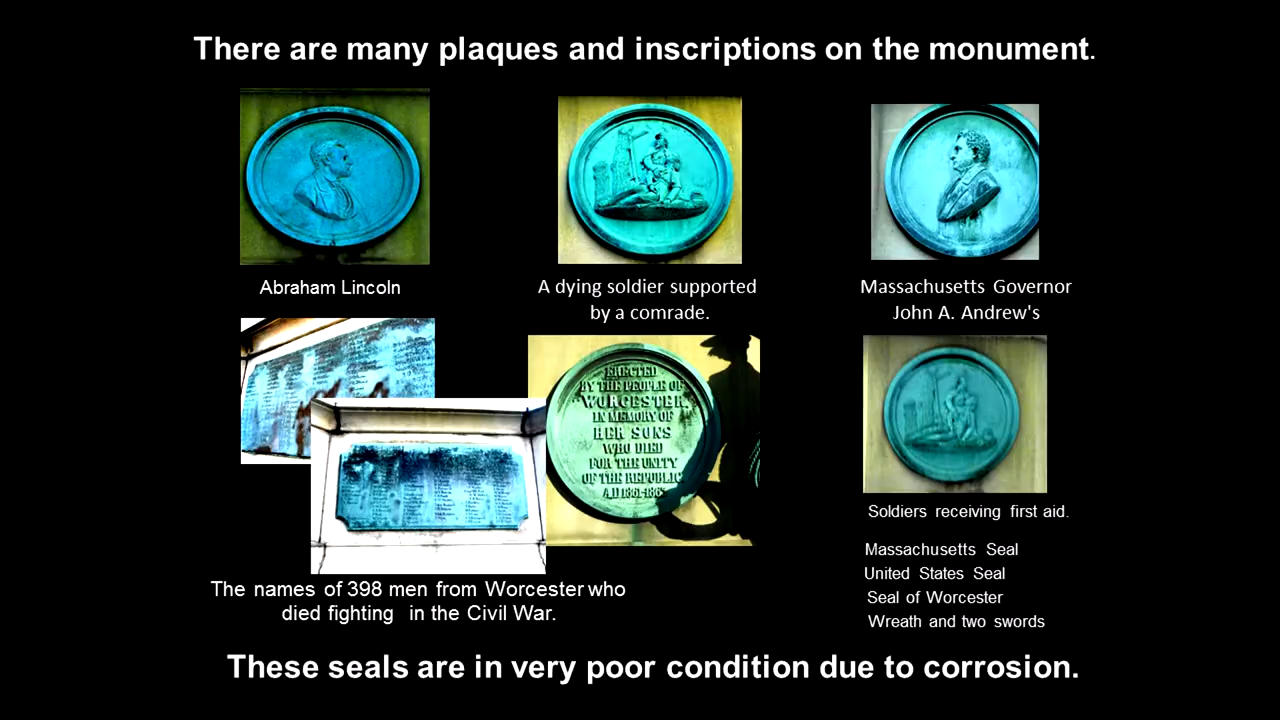 There are many plaques and inscriptions on the monument.
Abraham Lincoln
A dying soldier supported
by a comrade.
Massachusetts Governor
John A. Andrew's
ERECTED
BY THE PEOPLE OF
WORCESTER
IN MEMORY OF
HER SONS
WHO DIED
FOR THE UNITY
OF THE REPUBLIC
A.D. 1861-1865
Soldiers receiving first aid.
Massachusetts Seal
United States Seal
Seal of Worcester
Wreath and two swords
The names of 398 men from Worcester who
died fighting in the Civil War.
These seals are in very poor condition due to corrosion.